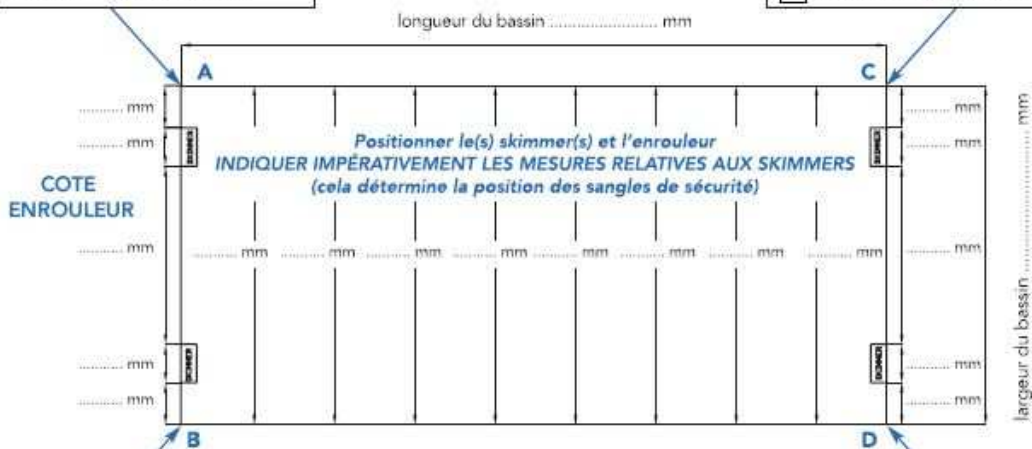 longueur du bassin ........................... mm
A
C
.......... mm
.......... mm
.......... mm
.......... mm
SKIMMER
SKIMMER
Positionner le(s) skimmer(s) et l'enrouleur
INDIQUER IMPÉRATIVEMENT LES MESURES RELATIVES AUX SKIMMERS
(cela détermine la position des sangles de sécurité)
COTE
ENROULEUR
.......... mm
.......... mm .......... mm .......... mm .......... mm .......... mm .......... mm .......... mm .......... mm
.......... mm
largeur du bassin ........................... mm
SKIMMER
SKIMMER
.......... mm
.......... mm
.......... mm
.......... mm
B
D